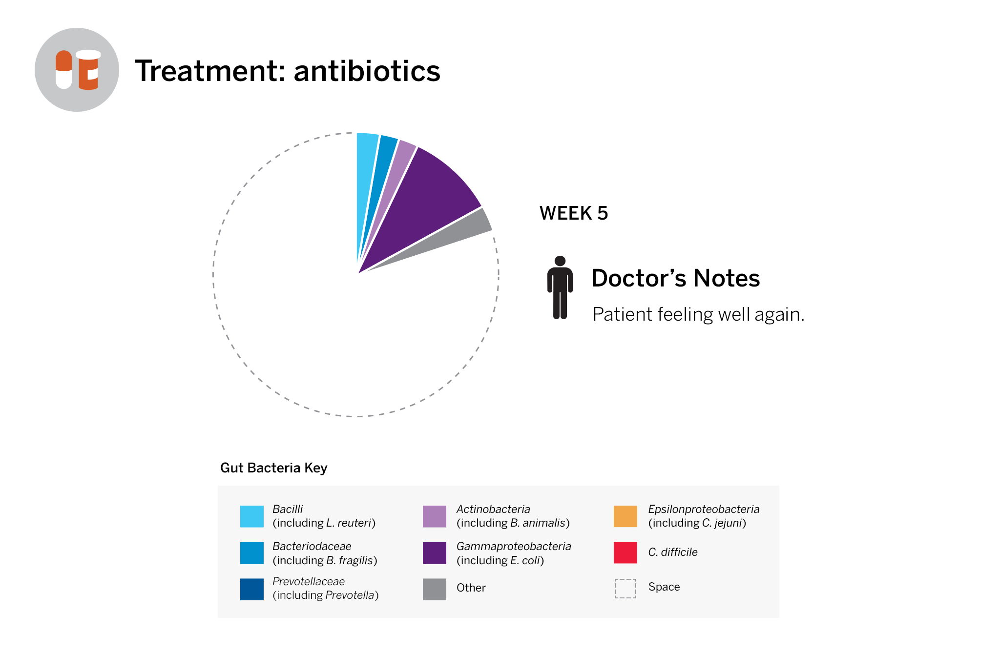 Treatment: antibiotics
WEEK 5
Doctor’s Notes
Patient feeling well again.
Gut Bacteria Key
Bacilli
(including L. reuteri)
Bacteriodaceae
(including B. fragilis)
Prevotellaceae
(including Prevotella)
Actinobacteria
(including B. animalis)
Gammaproteobacteria
(including E. coli)
Other
Epsilonproteobacteria
(including C. jejuni)
C. difficile
Space